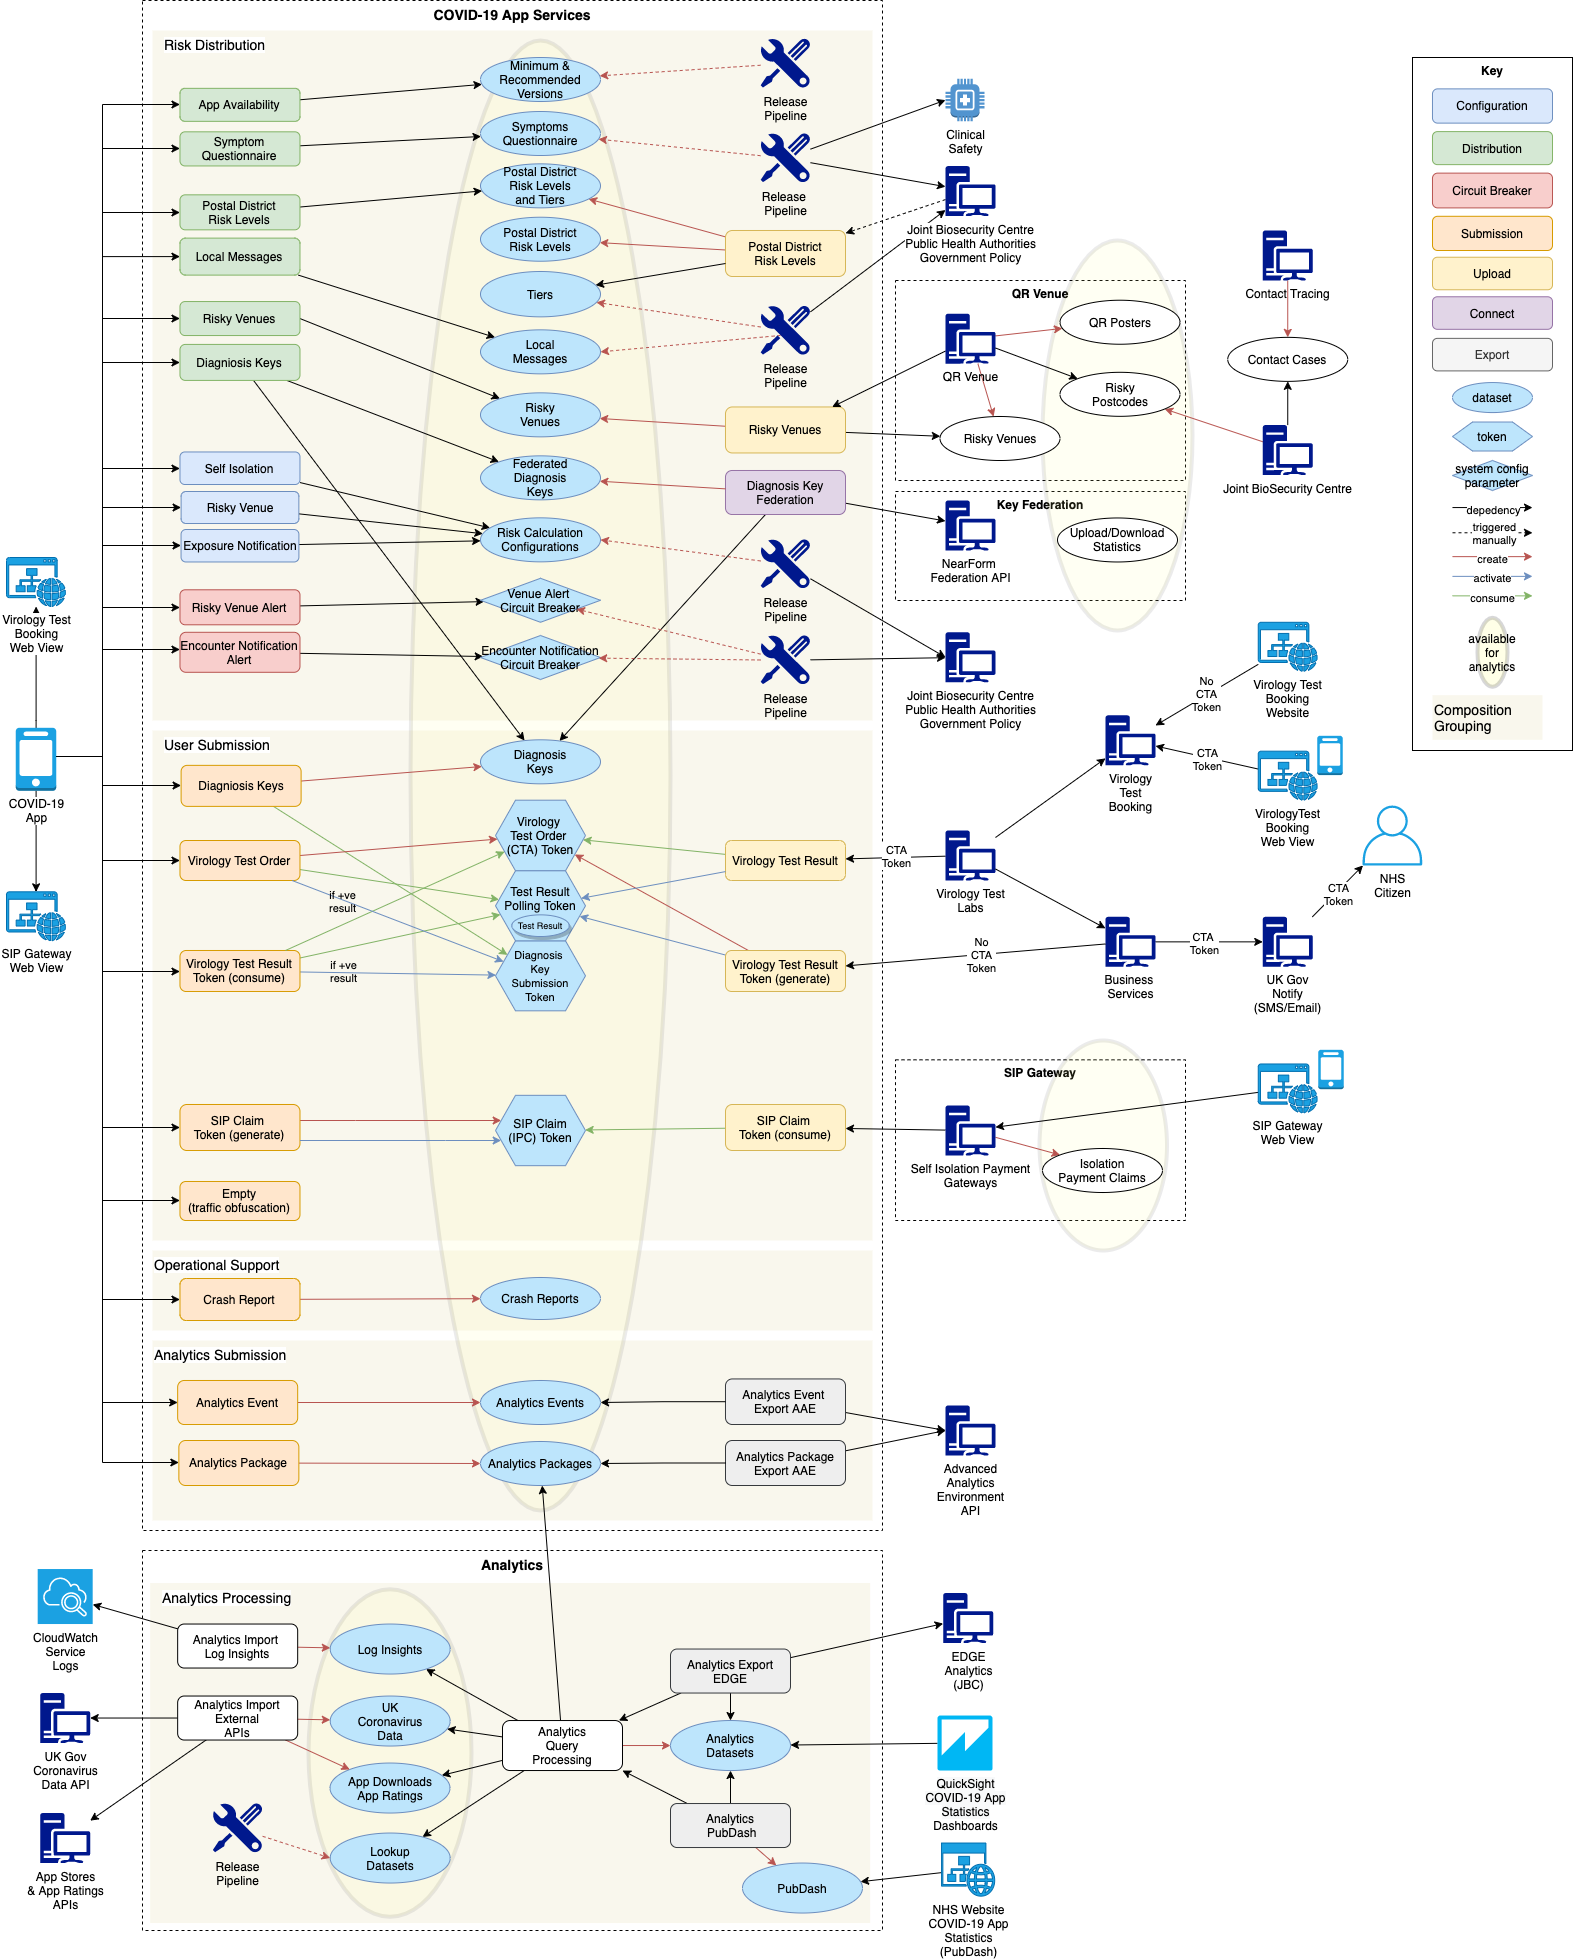 COVID-19 App Services
Risk Distribution
App Availability
Symptom
Questionnaire
Postal District
Risk Levels
Local Messages
Risky Venues
Diagniosis Keys
Self Isolation
Risky Venue
Exposure Notification
Risky Venue Alert
Encounter Notification
Alert
Minimum &
Recommended
Versions
Symptoms
Questionnaire
Postal District
Risk Levels
and Tiers
Postal District
Risk Levels
Tiers
Local
Messages
Risky
Venues
Federated
Diagnosis
Keys
Risk Calculation
Configurations
Venue Alert
Circuit Breaker
Encounter Notification
Circuit Breaker
Release
Pipeline
Release
Pipeline
Postal District
Risk Levels
Release
Pipeline
Risky Venues
Diagnosis Key
Federation
Release
Pipeline
Release
Pipeline
Clinical
Safety
Joint Biosecurity Centre
Public Health Authorities
Government Policy
QR Venue
QR Venue
QR Posters
Risky
Postcodes
Risky Venues
Contact Tracing
Contact Cases
Joint BioSecurity Centre
Key Federation
NearForm
Federation API
Upload/Download
Statistics
Joint Biosecurity Centre
Public Health Authorities
Government Policy
Key
Configuration
Distribution
Circuit Breaker
Submission
Upload
Connect
Export
dataset
token
system config
parameter
depedency
triggered
manually
create
activate
consume
available
for
analytics
Composition
Grouping
Virology Test
Booking
Web View
COVID-19
App
SIP Gateway
Web View
User Submission
Diagniosis Keys
Virology Test Order
Virology Test Result
Token (consume)
SIP Claim
Token (generate)
Empty
(traffic obfuscation)
if +ve
result
if +ve
result
Diagnosis
Keys
Virology
Test Order
(CTA) Token
Test Result
Polling Token
Test Result
Diagnosis
Key
Submission
Token
SIP Claim
(IPC) Token
Virology Test Result
Virology Test Result
Token (generate)
SIP Claim
Token (consume)
CTA
Token
Virology Test
Labs
No
CTA
Token
Virology
Test
Booking
No
CTA
Token
CTA
Token
Virology Test
Booking
Website
VirologyTest
Booking
Web View
Business
Services
CTA
Token
UK Gov
Notify
(SMS/Email)
CTA
Token
NHS
Citizen
SIP Gateway
Self Isolation Payment
Gateways
Isolation
Payment Claims
SIP Gateway
Web View
Operational Support
Crash Report
Crash Reports
Analytics Submission
Analytics Event
Analytics Package
Analytics Events
Analytics Packages
Analytics Event
Export AAE
Analytics Package
Export AAE
Advanced
Analytics
Environment
API
Analytics
Analytics Processing
CloudWatch
Service
Logs
UK Gov
Coronavirus
Data API
App Stores
& App Ratings
APIs
Analytics Import
Log Insights
Analytics Import
External
APIs
Release
Pipeline
Log Insights
UK
Coronavirus
Data
App Downloads
App Ratings
Lookup
Datasets
Analytics
Query
Processing
Analytics Export
EDGE
Analytics
Datasets
Analytics
PubDash
PubDash
EDGE
Analytics
(JBC)
QuickSight
COVID-19 App
Statistics
Dashboards
NHS Website
COVID-19 App
Statistics
(PubDash)